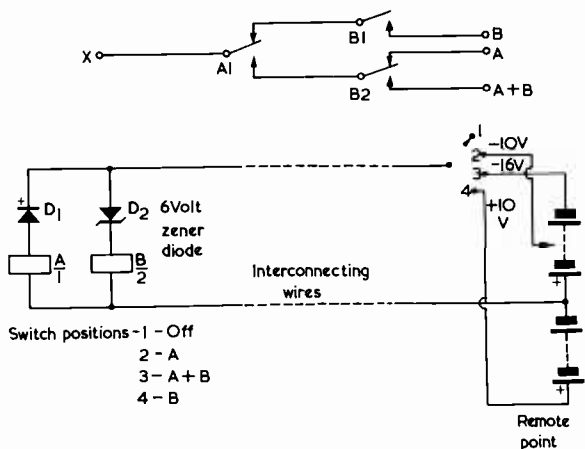 X
A1
B1
B2
B
A
A+B
1
2
3
4
-10V
-16V
+10
V
+
D1
D2
6Volt
zener
diode
A/1
B/2
Interconnecting
wires
+
+
Switch positions-1-Off
2-A
3-A+B
4-B
Remote
point